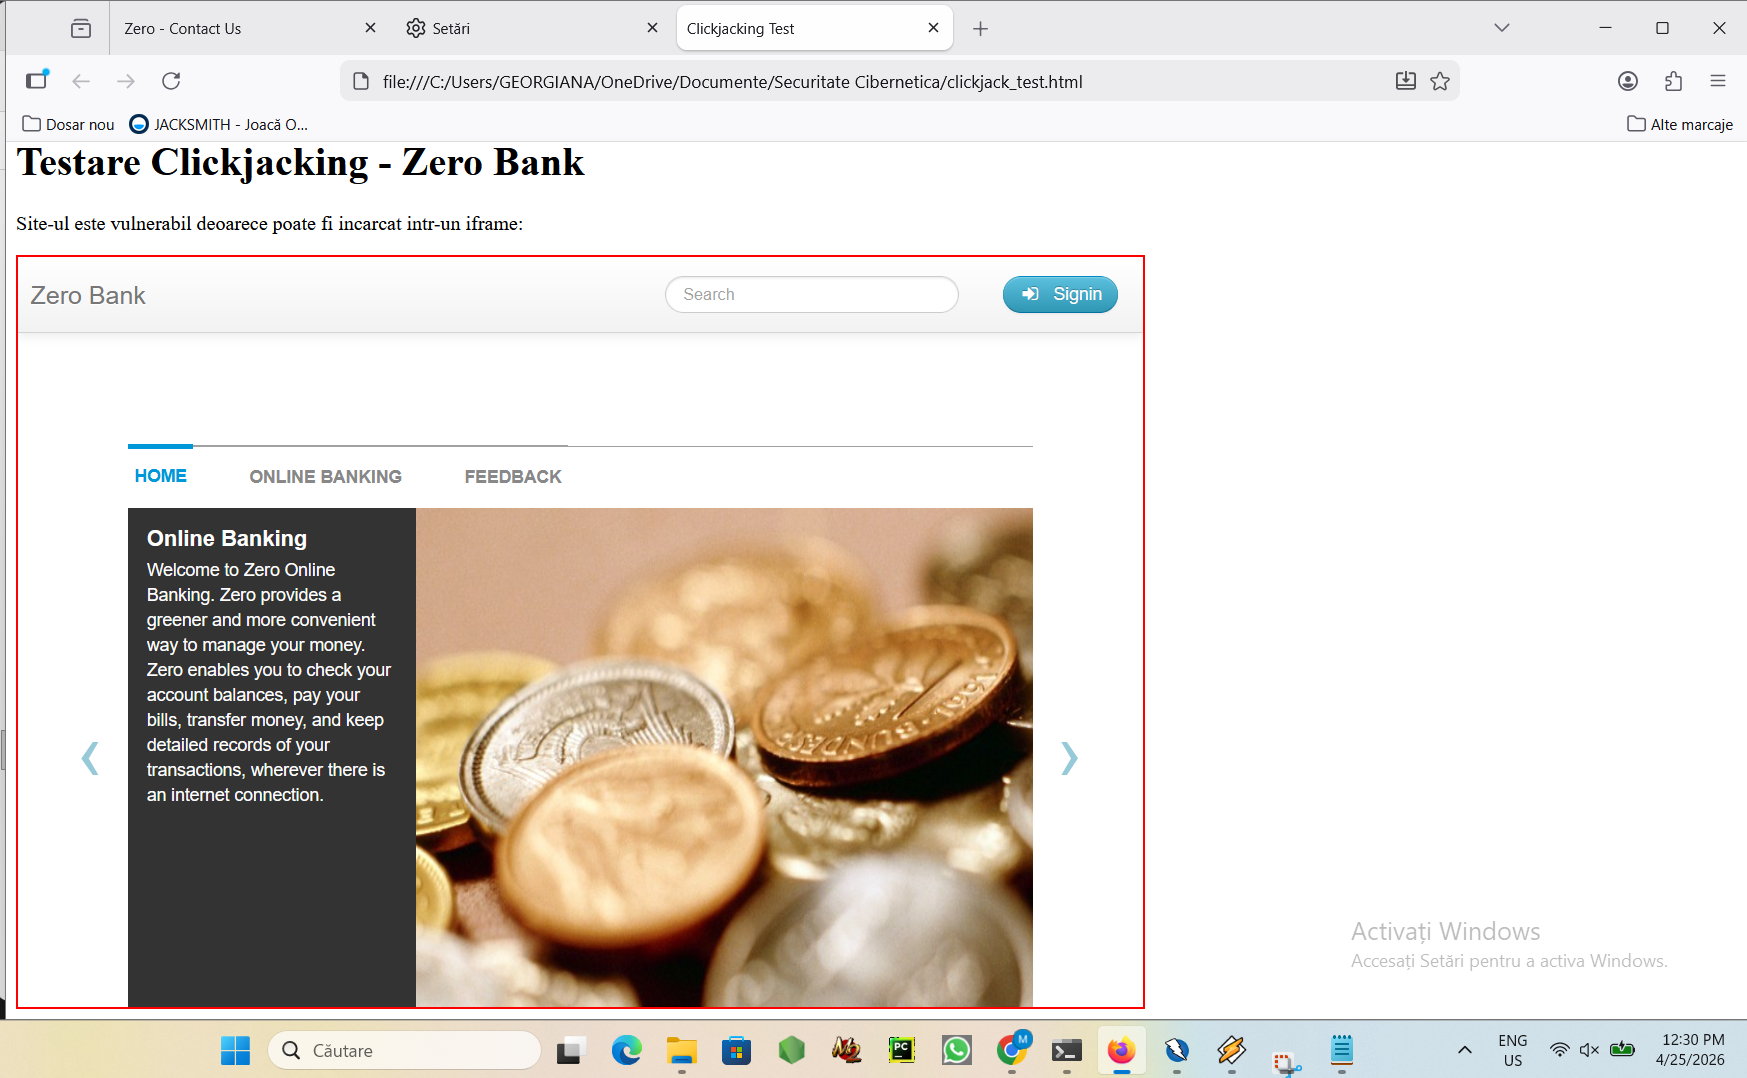 Zero - Contact Us
Setări
Clickjacking Test
file:///C:/Users/GEORGIANA/OneDrive/Documente/Securitate Cibernetica/clickjack_test.html
Dosar nou
JACKSMITH - Joacă O...
Alte marcaje
Testare Clickjacking - Zero Bank
Site-ul este vulnerabil deoarece poate fi incarcat intr-un iframe:
Zero Bank
Search
Signin
HOME
ONLINE BANKING
FEEDBACK
Online Banking
Welcome to Zero Online
Banking. Zero provides a
greener and more convenient
way to manage your money.
Zero enables you to check your
account balances, pay your
bills, transfer money, and keep
detailed records of your
transactions, wherever there is
an internet connection.
Activați Windows
Accesați Setări pentru a activa Windows.
Căutare
PC
M
ENG
US
12:30 PM
4/25/2026